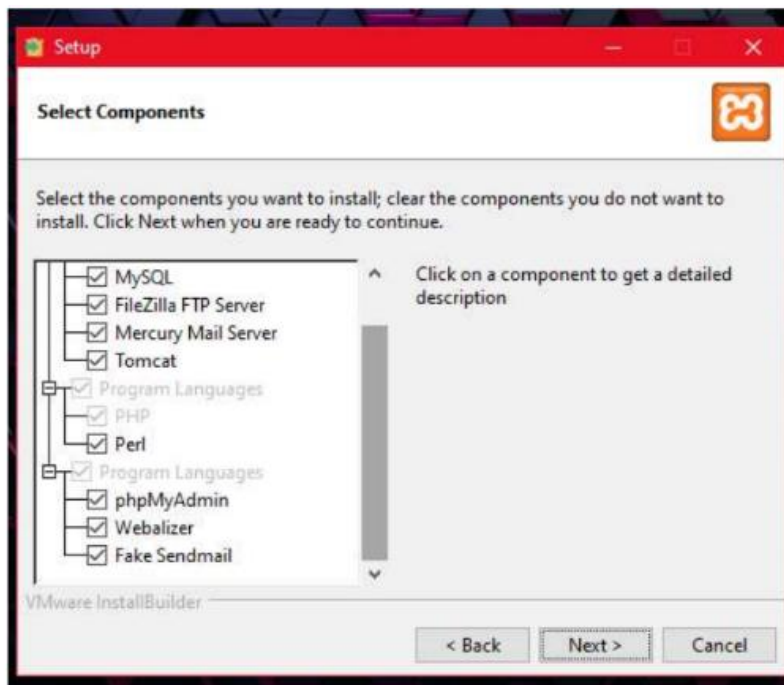 Setup
Select Components
Select the components you want to install; clear the components you do not want to
install. Click Next when you are ready to continue.
MySQL
FileZilla FTP Server
Mercury Mail Server
Tomcat
Program Languages
PHP
Perl
Program Languages
phpMyAdmin
Webalizer
Fake Sendmail
Click on a component to get a detailed
description
VMware InstallBuilder
< Back
Next >
Cancel